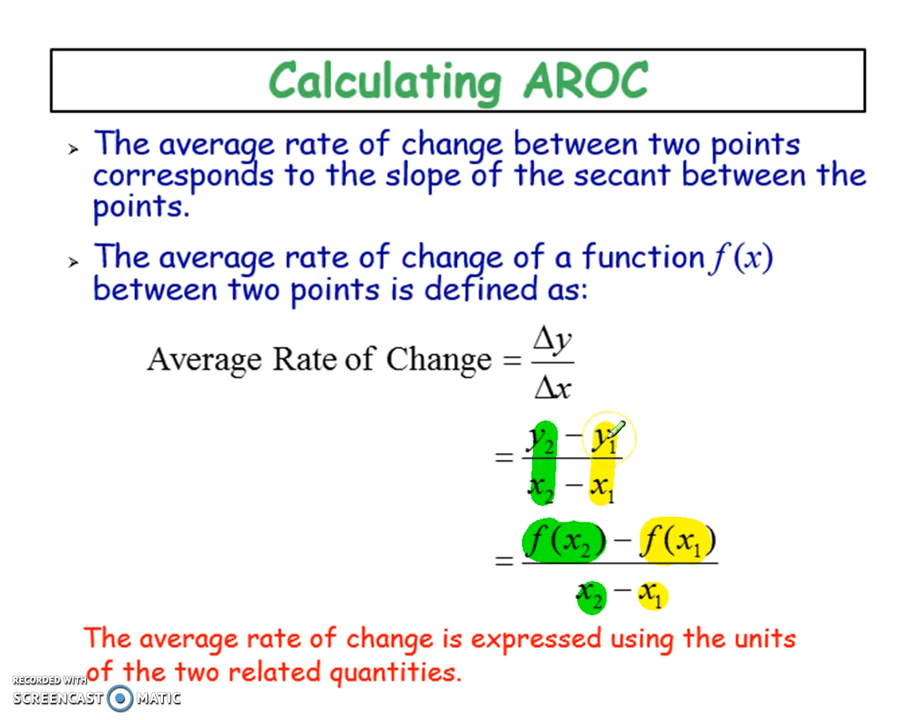 Calculating AROC
➢ The average rate of change between two points
corresponds to the slope of the secant between the
points.
➢ The average rate of change of a function f(x)
between two points is defined as:
Average Rate of Change = Δy
Δx
= y₂ − y₁
x₂ − x₁
= f(x₂) − f(x₁)
x₂ − x₁
The average rate of change is expressed using the units
of the two related quantities.
RECORDED WITH
SCREENCAST MATIC